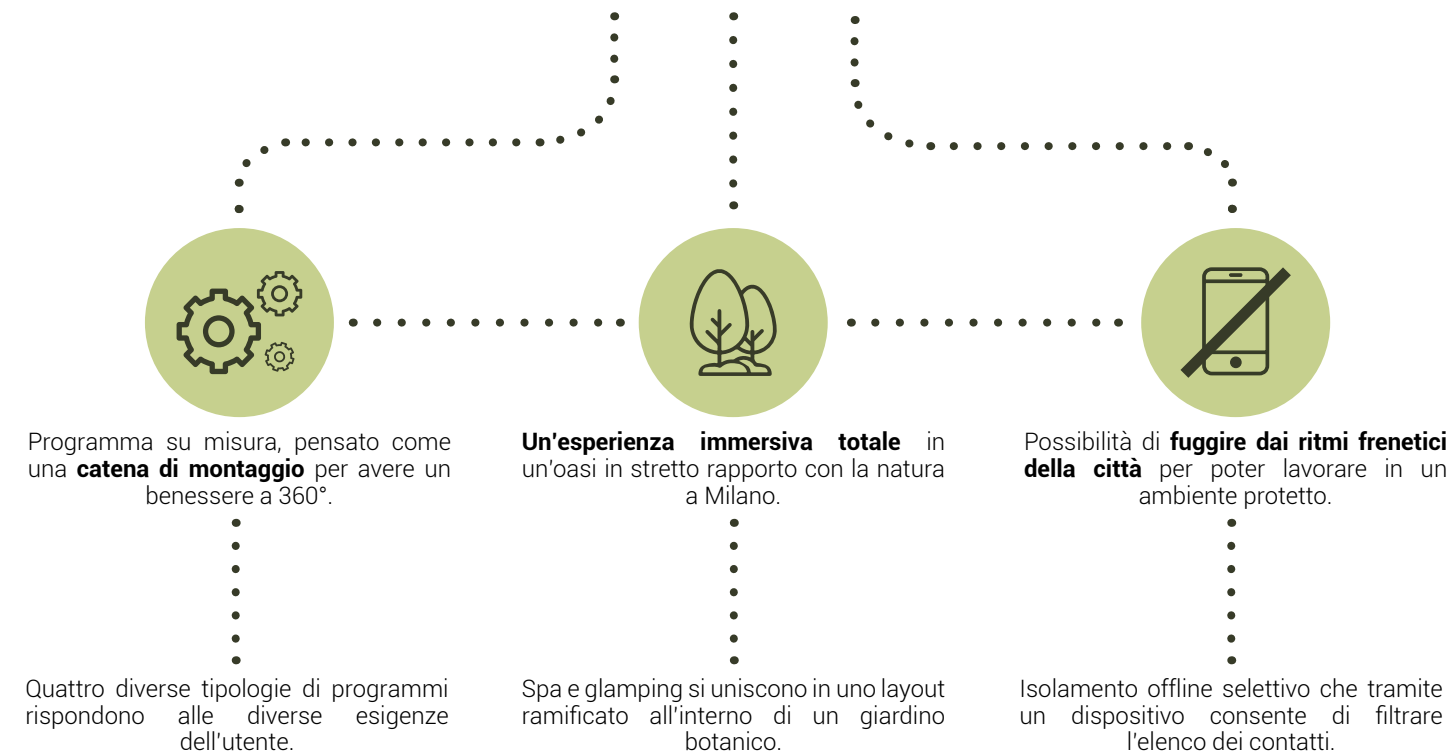 Programma su misura, pensato come
una catena di montaggio per avere un
benessere a 360°.
Un'esperienza immersiva totale in
un'oasi in stretto rapporto con la natura
a Milano.
Possibilità di fuggire dai ritmi frenetici
della città per poter lavorare in un
ambiente protetto.
Quattro diverse tipologie di programmi
rispondono alle diverse esigenze
dell'utente.
Spa e glamping si uniscono in uno layout
ramificato all'interno di un giardino
botanico.
Isolamento offline selettivo che tramite
un dispositivo consente di filtrare
l'elenco dei contatti.